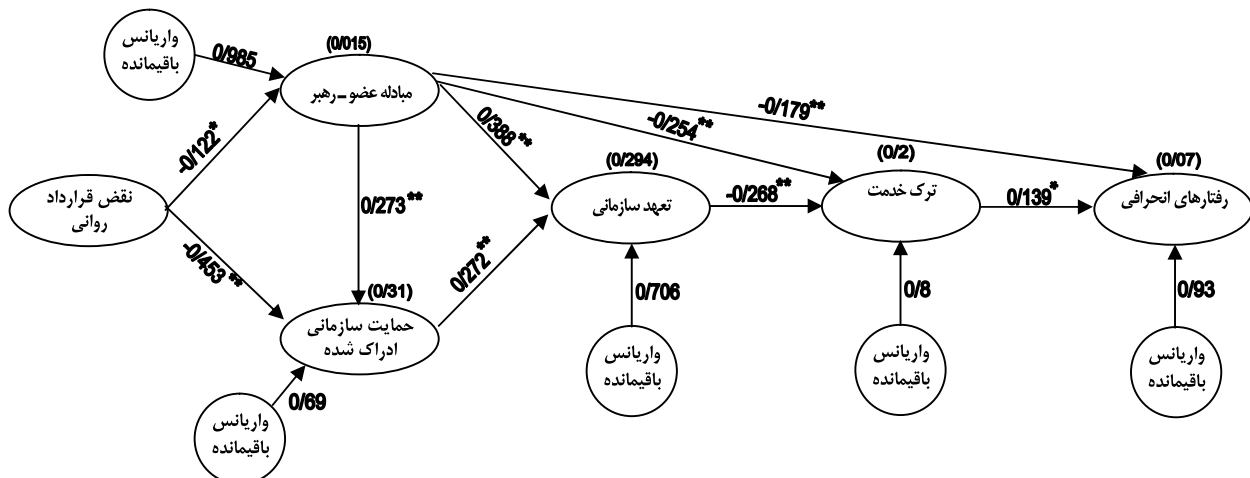 واریانس
باقیمانده
0/985
(0/015)
مبادله عضو – رهبر
-0/122*
0/388**
-0/254**
-0/179**
نقض قرارداد
روانی
0/273**
-0/453**
0/272**
(0/294)
تعهد سازمانی
-0/268**
(0/2)
ترک خدمت
0/139*
(0/07)
رفتارهای انحرافی
(0/31)
حمایت سازمانی
ادراک شده
0/69
واریانس
باقیمانده
0/706
واریانس
باقیمانده
0/8
واریانس
باقیمانده
0/93
واریانس
باقیمانده